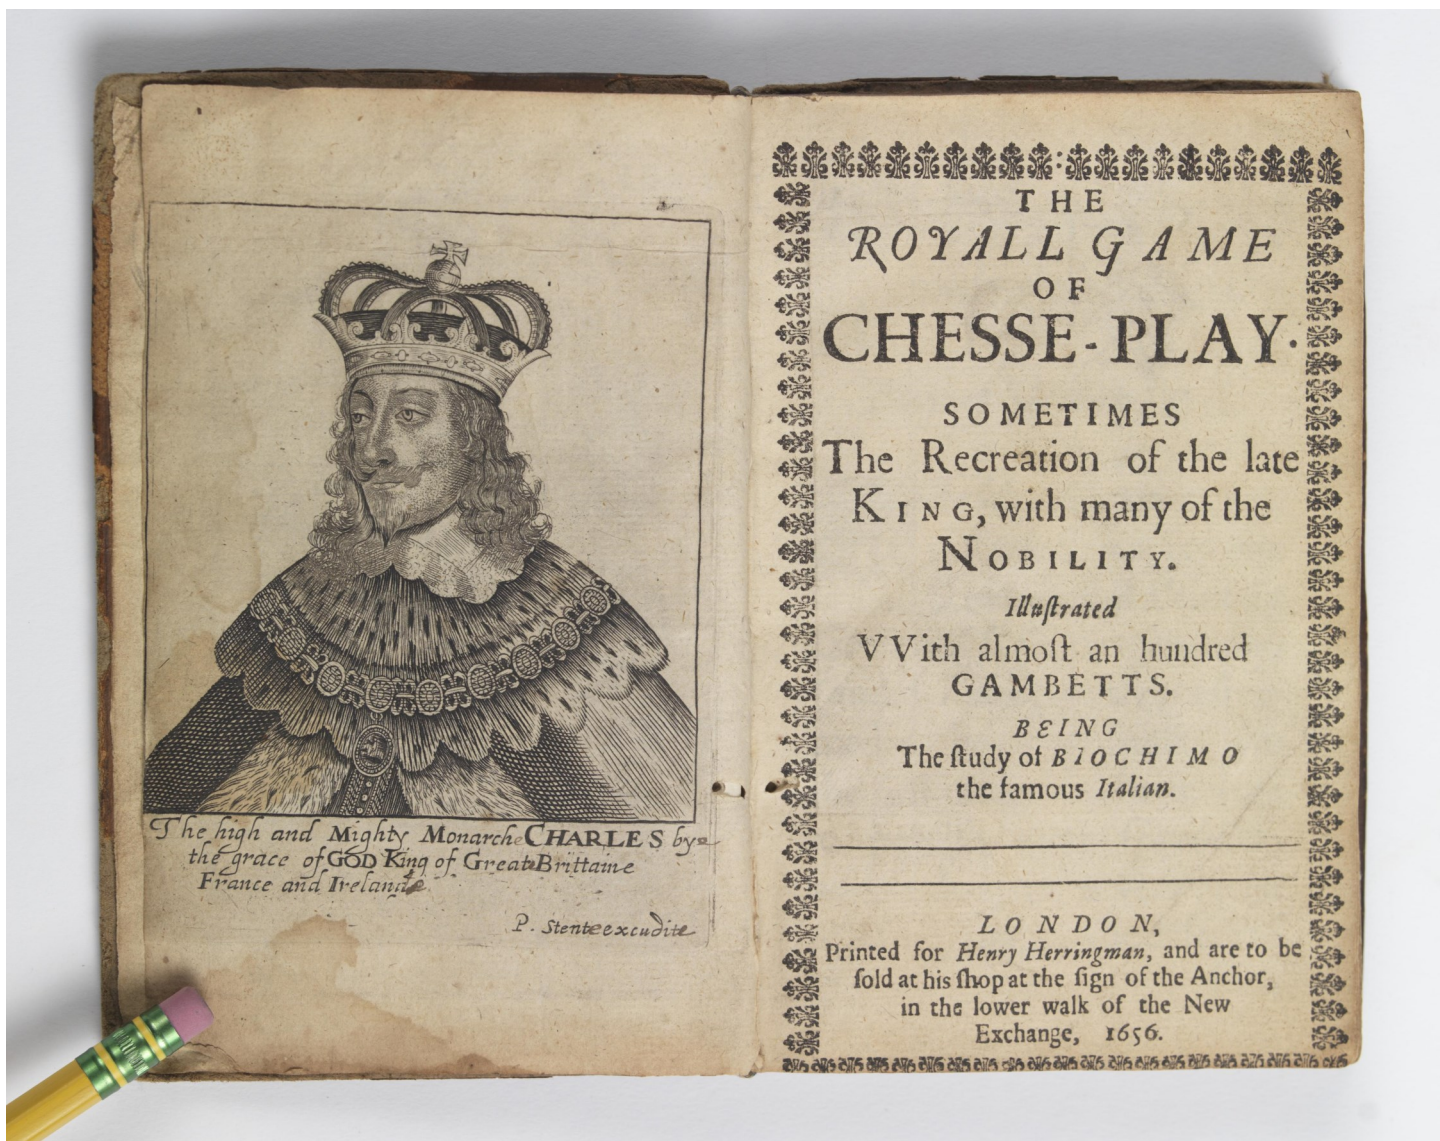 The high and Mighty Monarche CHARLES by
the grace of GOD King of Great Brittaine
France and Irelande
P. Stente excudite
THE
ROYALL GAME
OF
CHESSE-PLAY.
SOMETIMES
The Recreation of the late
KING, with many of the
NOBILITY.
Illuſtrated
VVith almoſt an hundred
GAMBETTS.
BEING
The ſtudy of BIOCHIMO
the famous Italian.
LONDON,
Printed for Henry Herringman, and are to be
ſold at his ſhop at the ſign of the Anchor,
in the lower walk of the New
Exchange, 1656.